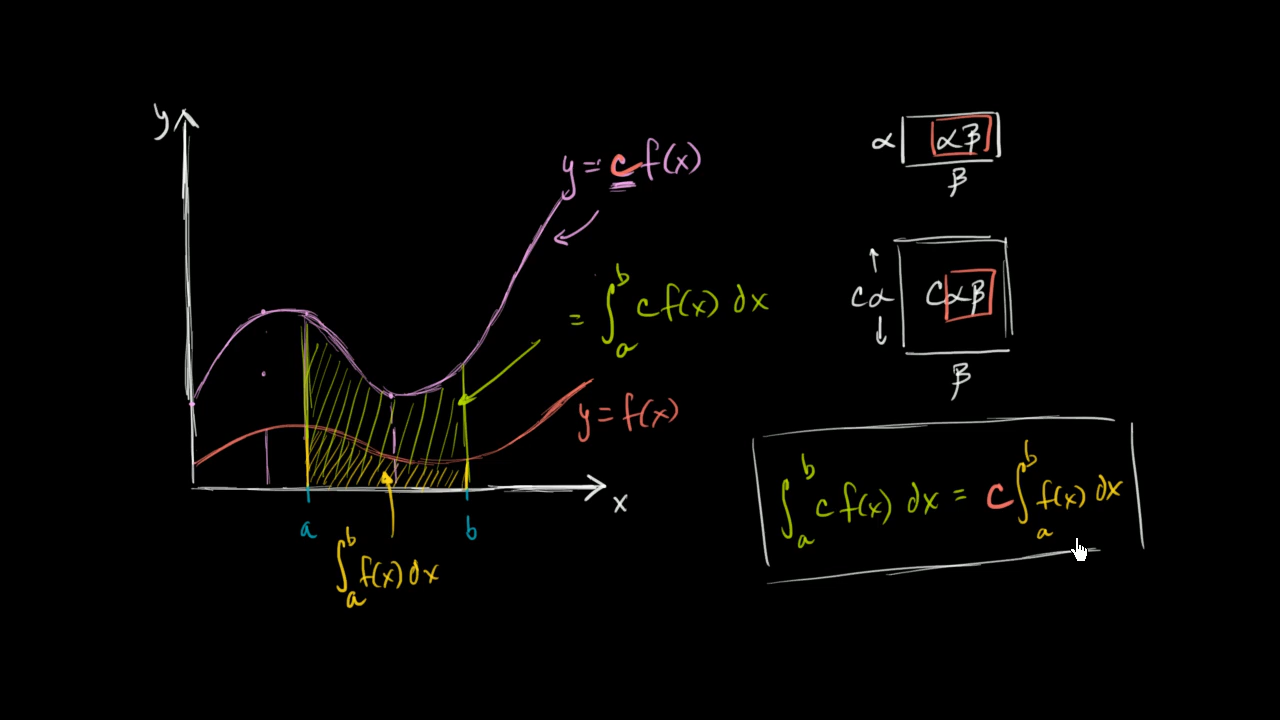 y
y = c f(x)
= ∫_a^b c f(x) dx
y = f(x)
x
a
b
∫_a^b f(x) dx
α
αβ
β
cα
cαβ
β
∫_a^b c f(x) dx = c ∫_a^b f(x) dx